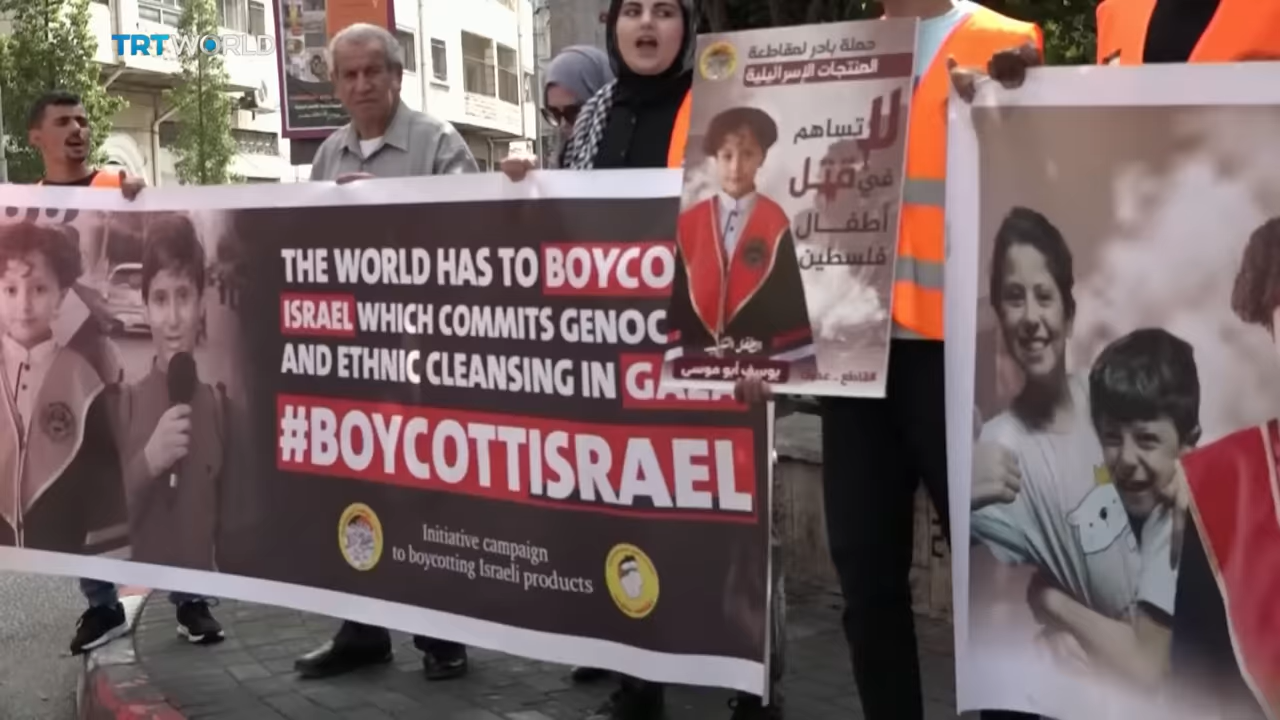 TRT WORLD
THE WORLD HAS TO BOYCO
ISRAEL WHICH COMMITS GENOC
AND ETHNIC CLEANSING IN GAZA
#BOYCOTTISRAEL
Initiative campaign
to boycotting Israeli products
حملة بادر لمقاطعة
المنتجات الإسرائيلية
لا تساهم
في قتل
أطفال
فلسطين
يوسف أبو موسى